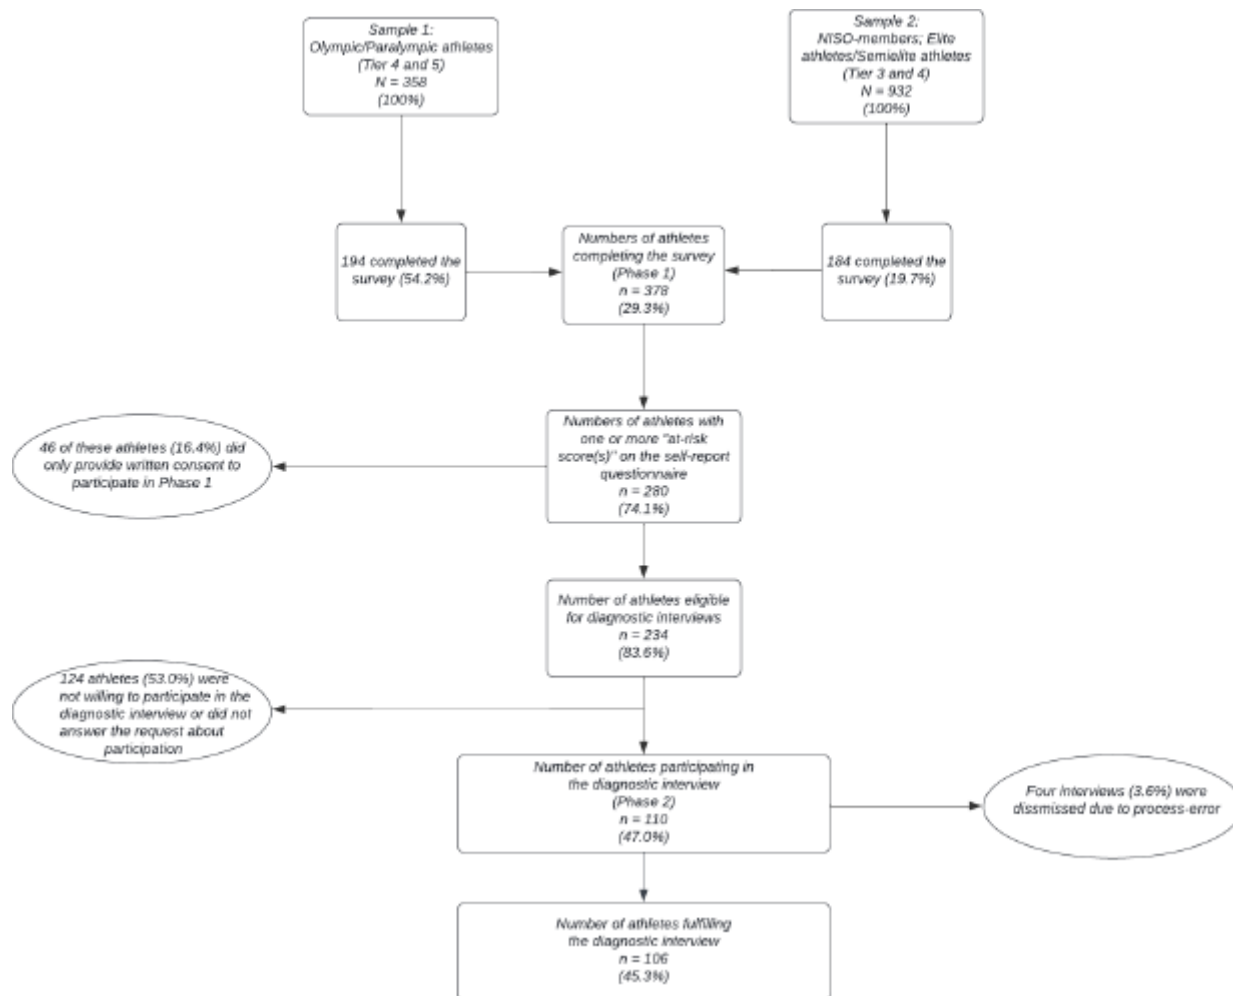 Sample 1:
Olympic/Paralympic athletes
(Tier 4 and 5)
N = 358
(100%)
Sample 2:
NISO-members; Elite
athletes/Semielite athletes
(Tier 3 and 4)
N = 932
(100%)
194 completed the
survey (54.2%)
Numbers of athletes
completing the survey
(Phase 1)
n = 378
(29.3%)
184 completed the
survey (19.7%)
46 of these athletes (16.4%) did
only provide written consent to
participate in Phase 1
Numbers of athletes with
one or more "at-risk
score(s)" on the self-report
questionnaire
n = 280
(74.1%)
Number of athletes eligible
for diagnostic interviews
n = 234
(83.6%)
124 athletes (53.0%) were
not willing to participate in the
diagnostic interview or did not
answer the request about
participation
Number of athletes participating in
the diagnostic interview
(Phase 2)
n = 110
(47.0%)
Four interviews (3.6%) were
dissmissed due to process-error
Number of athletes fulfilling
the diagnostic interview
n = 106
(45.3%)